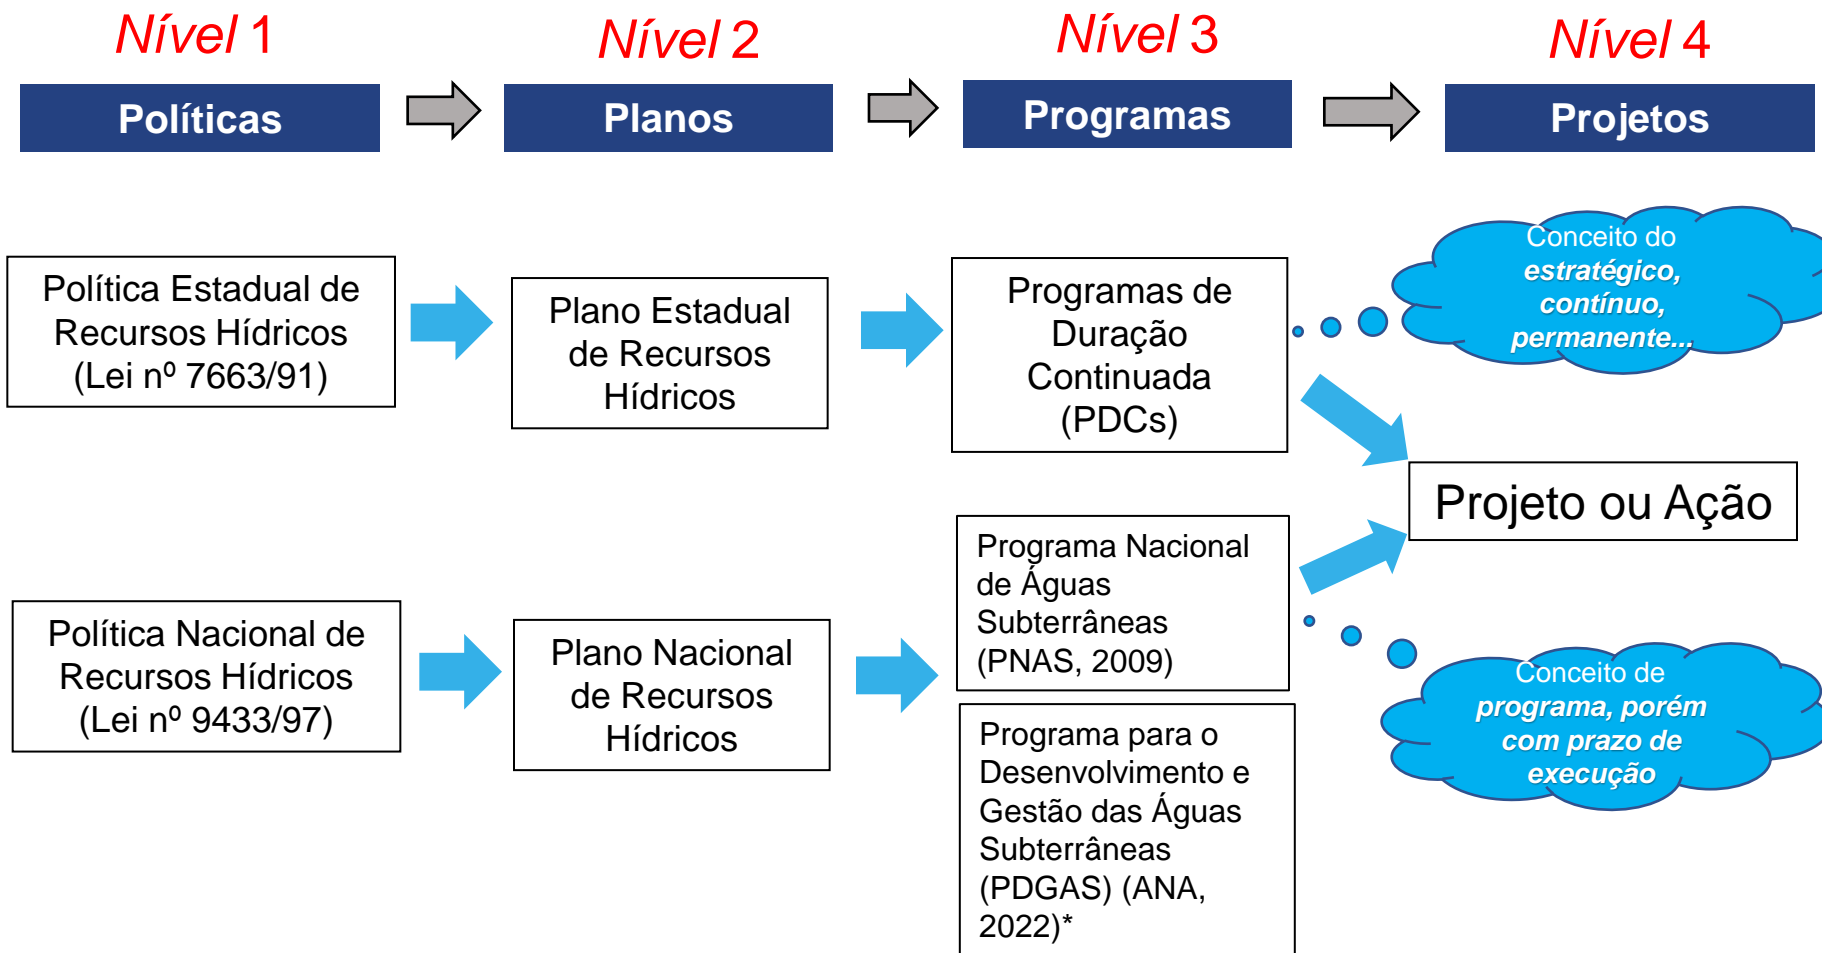 Nível 1
Nível 2
Nível 3
Nível 4
Políticas
Planos
Programas
Projetos
Política Estadual de
Recursos Hídricos
(Lei nº 7663/91)
Plano Estadual
de Recursos
Hídricos
Programas de
Duração
Continuada
(PDCs)
Conceito do
estratégico,
contínuo,
permanente...
Projeto ou Ação
Política Nacional de
Recursos Hídricos
(Lei nº 9433/97)
Plano Nacional
de Recursos
Hídricos
Programa Nacional
de Águas
Subterrâneas
(PNAS, 2009)
Programa para o
Desenvolvimento e
Gestão das Águas
Subterrâneas
(PDGAS) (ANA,
2022)*
Conceito de
programa, porém
com prazo de
execução